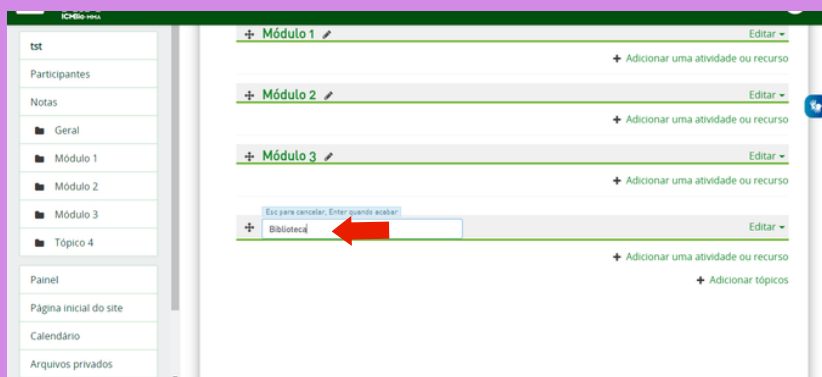 ICMBio MMA
tst
Participantes
Notas
Geral
Módulo 1
Módulo 2
Módulo 3
Tópico 4
Painel
Página inicial do site
Calendário
Arquivos privados
Módulo 1 Editar
+ Adicionar uma atividade ou recurso
Módulo 2 Editar
+ Adicionar uma atividade ou recurso
Módulo 3 Editar
+ Adicionar uma atividade ou recurso
Esc para cancelar, Enter quando acabar
Biblioteca Editar
+ Adicionar uma atividade ou recurso
+ Adicionar tópicos